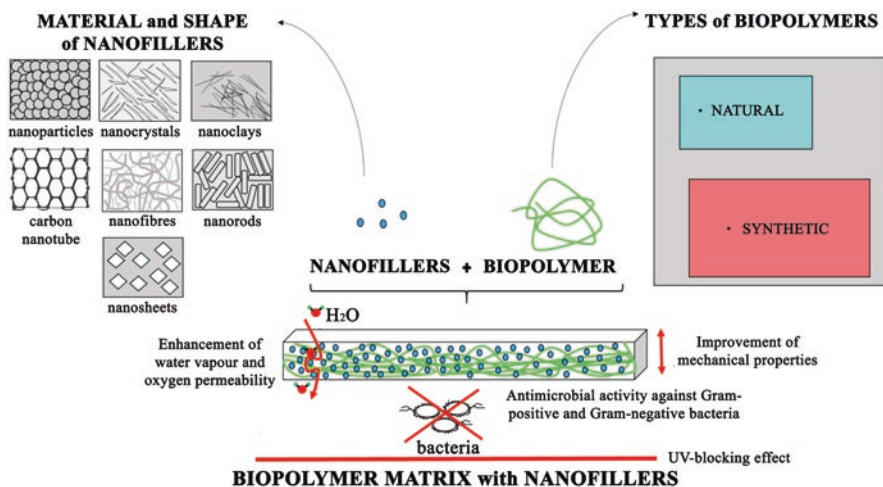 MATERIAL and SHAPE
of NANOFILLERS
nanoparticles
nanocrystals
nanoclays
carbon
nanotube
nanofibres
nanorods
nanosheets
TYPES of BIOPOLYMERS
• NATURAL
• SYNTHETIC
NANOFILLERS + BIOPOLYMER
H2O
Enhancement of
water vapour and
oxygen permeability
Improvement of
mechanical properties
Antimicrobial activity against Gram-
positive and Gram-negative bacteria
bacteria
UV-blocking effect
BIOPOLYMER MATRIX with NANOFILLERS